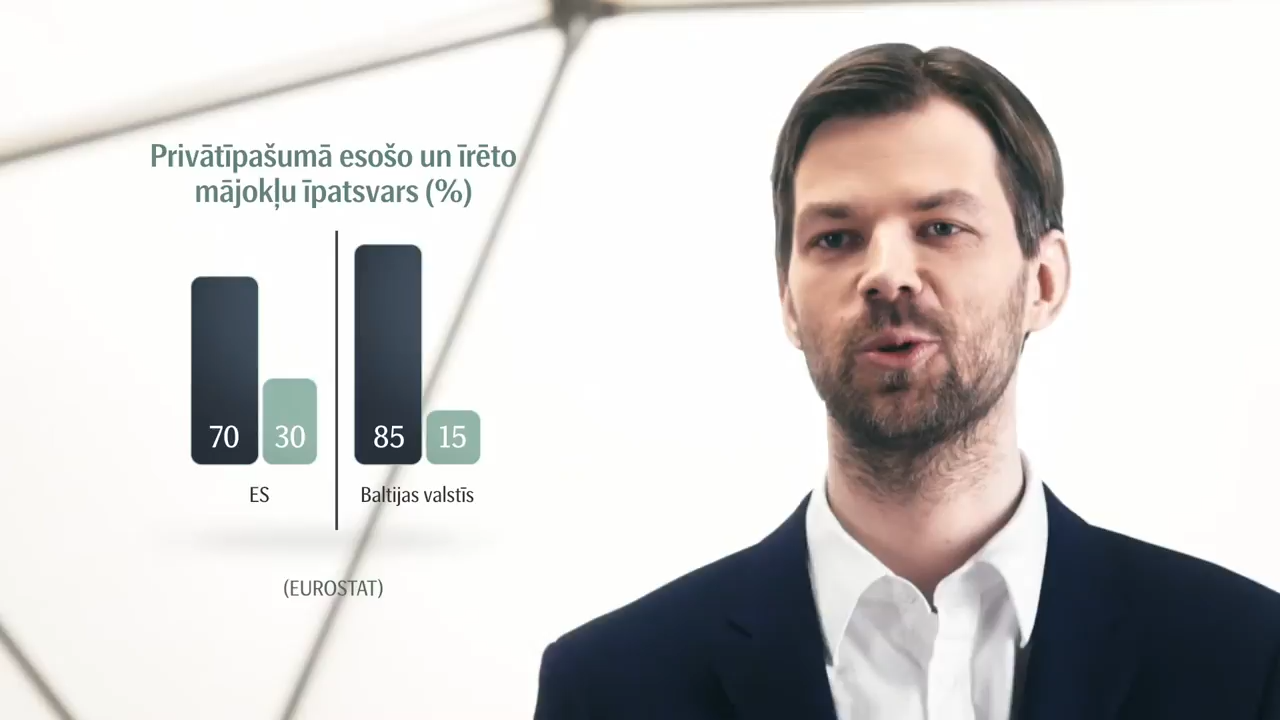 Privātīpašumā esošo un īrēto
mājokļu īpatsvars (%)
70
30
85
15
ES
Baltijas valstīs
(EUROSTAT)